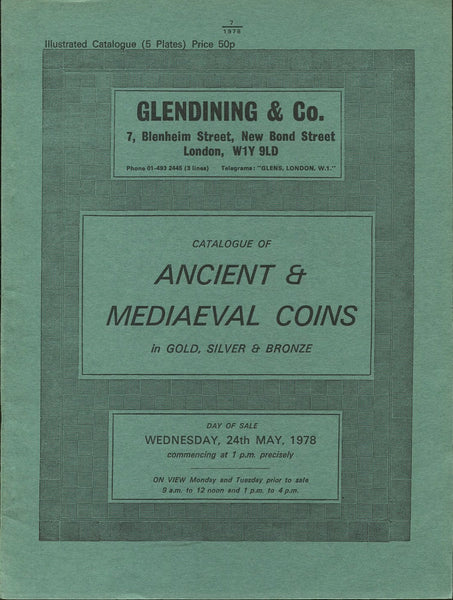 7
1978
Illustrated Catalogue (5 Plates) Price 50p
GLENDINING & Co.
7, Blenheim Street, New Bond Street
London, W1Y 9LD
Phone 01-493 2445 (3 lines) Telegrams: "GLENS, LONDON, W.1."
CATALOGUE OF
ANCIENT &
MEDIAEVAL COINS
in GOLD, SILVER & BRONZE
DAY OF SALE
WEDNESDAY, 24th MAY, 1978
commencing at 1 p.m. precisely
ON VIEW Monday and Tuesday prior to sale
9 a.m. to 12 noon and 1 p.m. to 4 p.m.